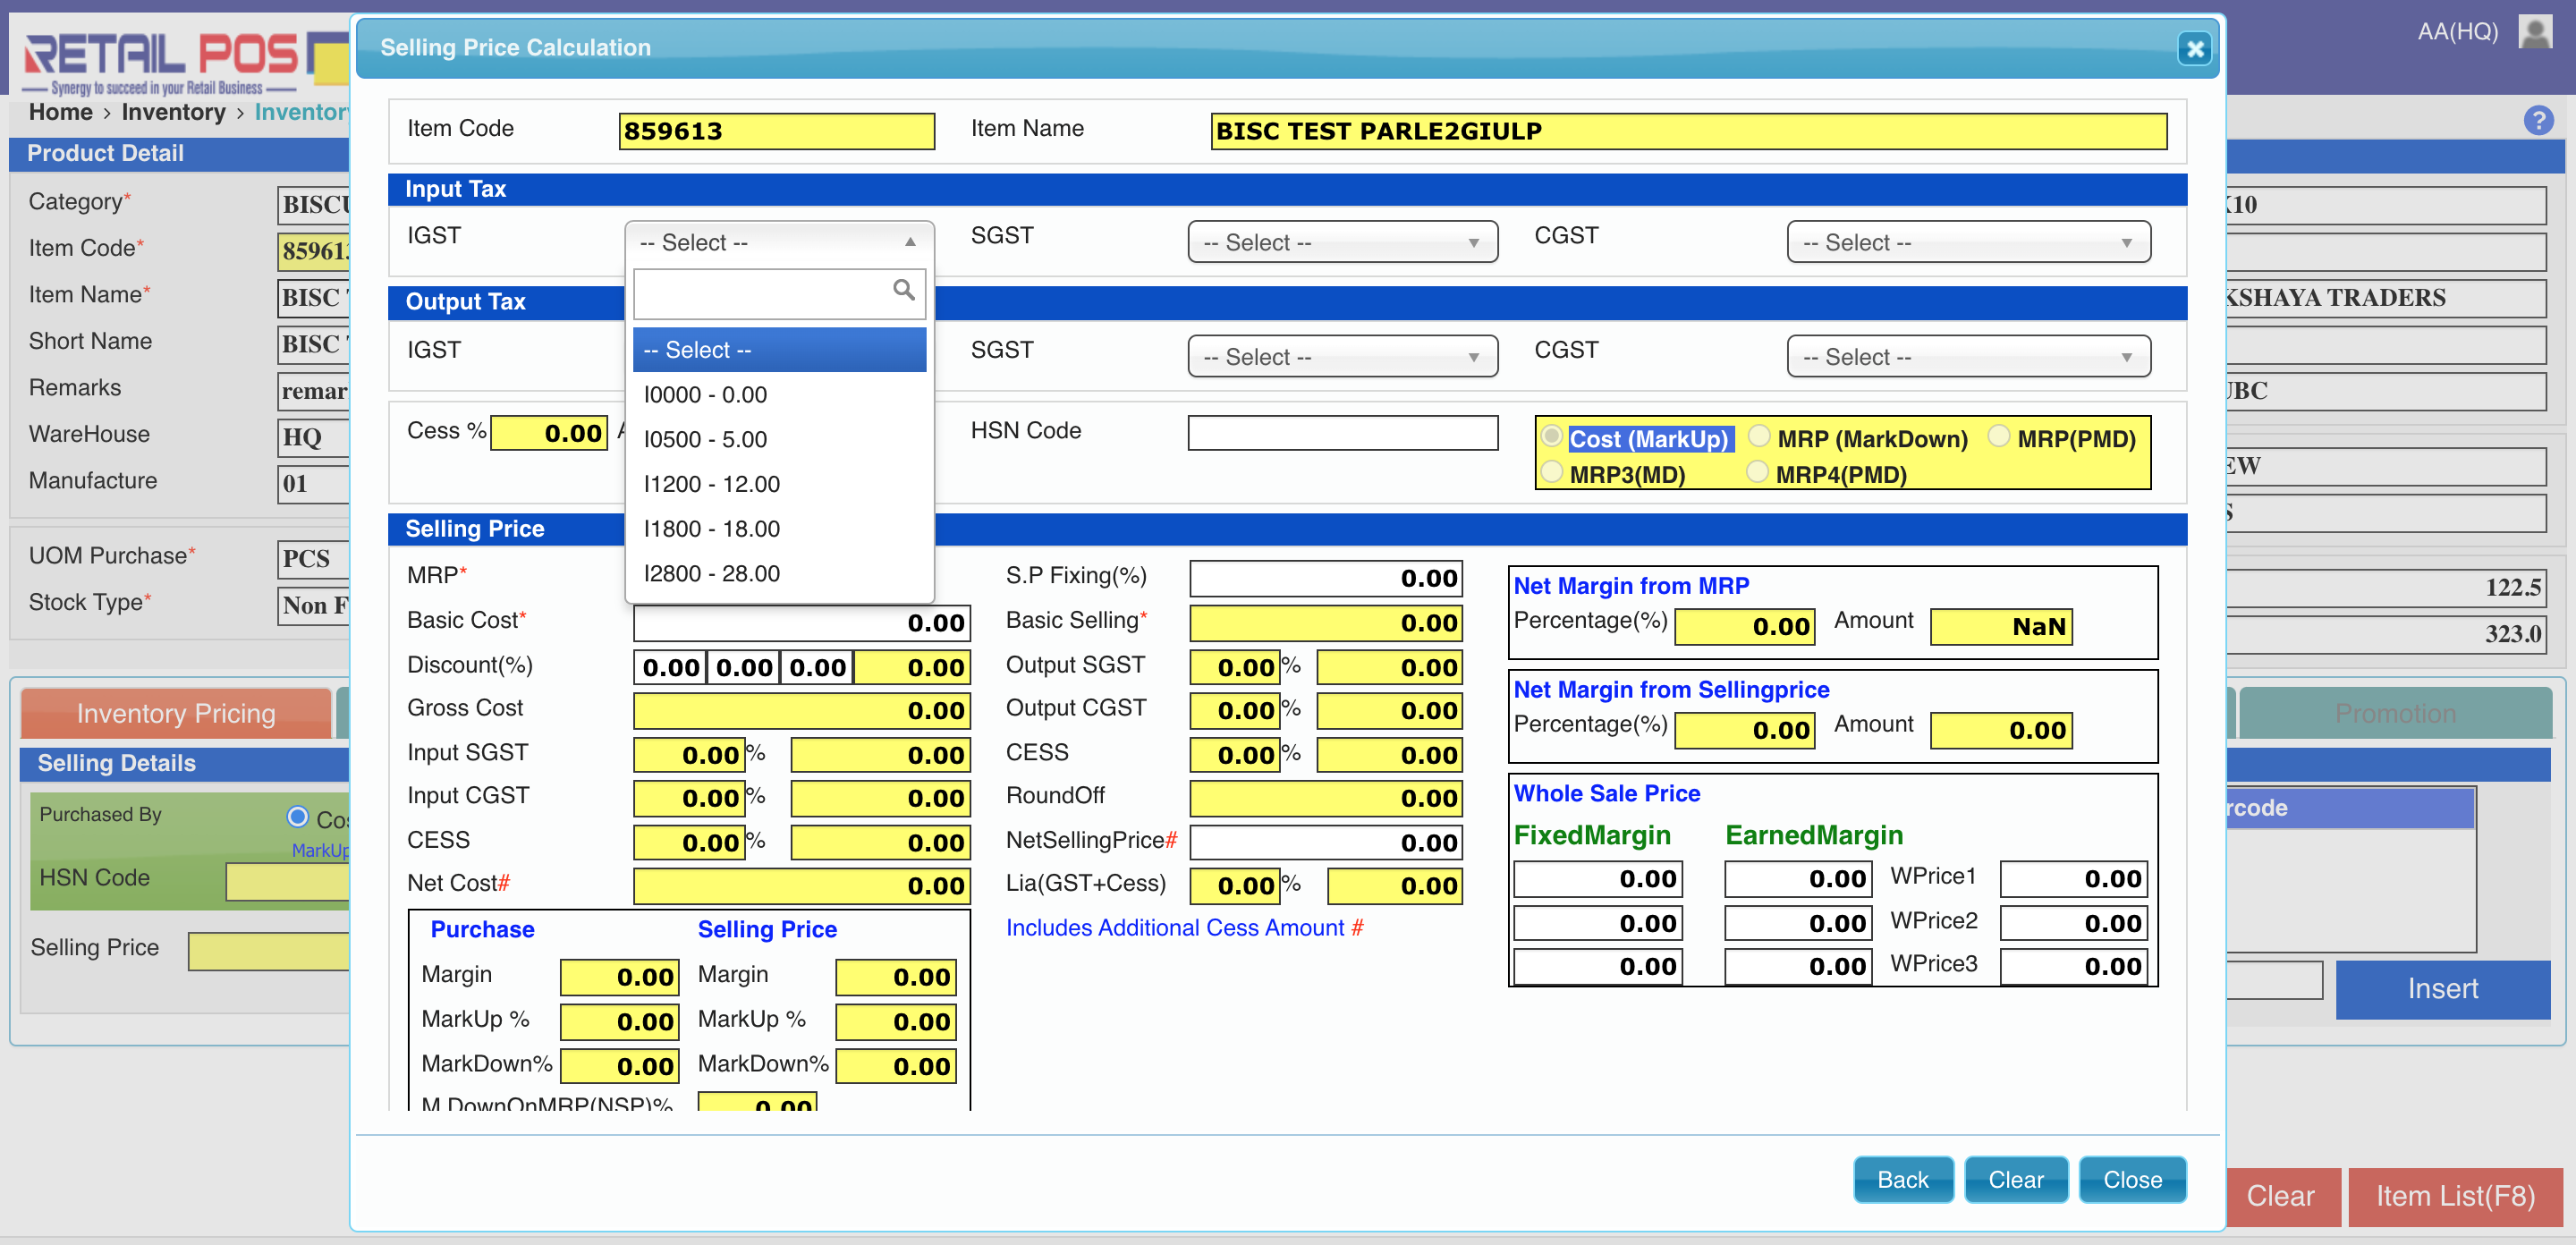 RETAIL POS
Synergy to succeed in your Retail Business
AA(HQ)
Home › Inventory › Inventor
Product Detail
Category*
BISCU
Item Code*
85961
Item Name*
BISC
Short Name
BISC
Remarks
remar
WareHouse
HQ
Manufacture
01
UOM Purchase*
PCS
Stock Type*
Non F
Inventory Pricing
Selling Details
Purchased By
Cos
MarkUp
HSN Code
Selling Price
Selling Price Calculation
Item Code
859613
Item Name
BISC TEST PARLE2GIULP
Input Tax
IGST
-- Select --
SGST
-- Select --
CGST
-- Select --
-- Select --
I0000 - 0.00
I0500 - 5.00
I1200 - 12.00
I1800 - 18.00
I2800 - 28.00
Output Tax
IGST
SGST
-- Select --
CGST
-- Select --
Cess %
0.00
HSN Code
Cost (MarkUp)
MRP (MarkDown)
MRP(PMD)
MRP3(MD)
MRP4(PMD)
Selling Price
MRP*
Basic Cost*
0.00
Discount(%)
0.00 0.00 0.00 0.00
Gross Cost
0.00
Input SGST
0.00 % 0.00
Input CGST
0.00 % 0.00
CESS
0.00 % 0.00
Net Cost#
0.00
S.P Fixing(%)
0.00
Basic Selling*
0.00
Output SGST
0.00 % 0.00
Output CGST
0.00 % 0.00
CESS
0.00 % 0.00
RoundOff
0.00
NetSellingPrice#
0.00
Lia(GST+Cess)
0.00 % 0.00
Includes Additional Cess Amount #
Net Margin from MRP
Percentage(%) 0.00 Amount NaN
Net Margin from Sellingprice
Percentage(%) 0.00 Amount 0.00
Whole Sale Price
FixedMargin EarnedMargin
0.00 0.00 WPrice1 0.00
0.00 0.00 WPrice2 0.00
0.00 0.00 WPrice3 0.00
Purchase Selling Price
Margin 0.00 Margin 0.00
MarkUp % 0.00 MarkUp % 0.00
MarkDown% 0.00 MarkDown% 0.00
M.DownOnMRP(NSP)% 0.00
Back
Clear
Close
?
10
KSHAYA TRADERS
UBC
EW
S
122.5
323.0
Promotion
rcode
Insert
Clear
Item List(F8)